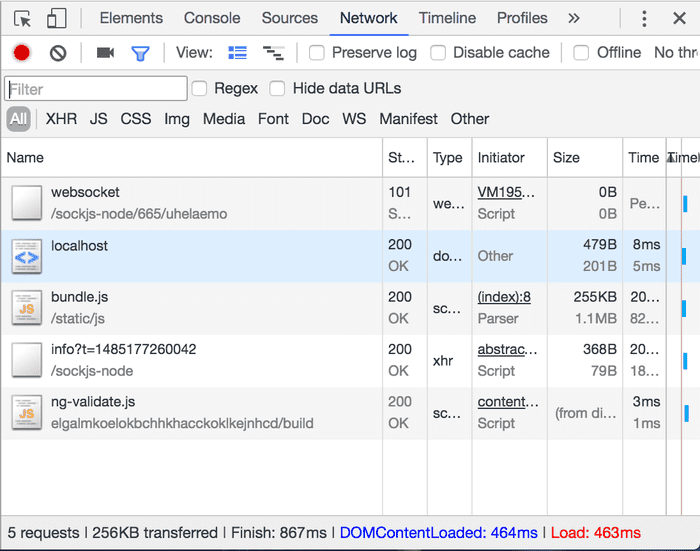 Elements Console Sources Network Timeline Profiles »
View: Preserve log Disable cache Offline No thr
Filter Regex Hide data URLs
All XHR JS CSS Img Media Font Doc WS Manifest Other
Name St... Type Initiator Size Time Timel
websocket 101 we... VM195... 0B Pe...
/sockjs-node/665/uhelaemo S... Script 0B
localhost 200 do... Other 479B 8ms
OK 201B 5ms
bundle.js 200 sc... (index):8 255KB 20...
/static/js OK Parser 1.1MB 82...
info?t=1485177260042 200 xhr abstrac... 368B 20...
/sockjs-node OK Script 79B 18...
ng-validate.js 200 sc... content... (from di... 3ms
elgalmkoelokbchhkhacckoklkejnhcd/build OK Script 1ms
5 requests | 256KB transferred | Finish: 867ms | DOMContentLoaded: 464ms | Load: 463ms